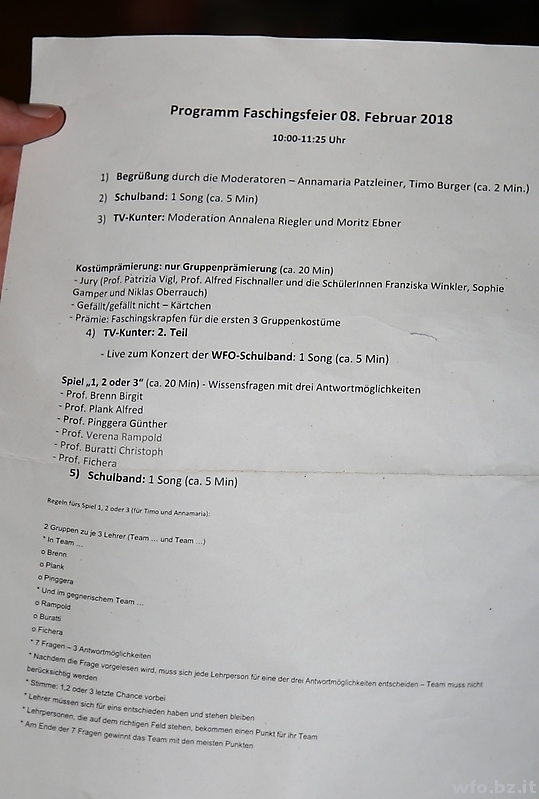 Programm Faschingsfeier 08. Februar 2018
10:00-11:25 Uhr
1) Begrüßung durch die Moderatoren – Annamaria Patzleiner, Timo Burger (ca. 2 Min.)
2) Schulband: 1 Song (ca. 5 Min)
3) TV-Kunter: Moderation Annalena Riegler und Moritz Ebner
Kostümprämierung: nur Gruppenprämierung (ca. 20 Min)
- Jury (Prof. Patrizia Vigl, Prof. Alfred Fischnaller und die SchülerInnen Franziska Winkler, Sophie
Gamper und Niklas Oberrauch)
- Gefällt/gefällt nicht – Kärtchen
- Prämie: Faschingskrapfen für die ersten 3 Gruppenkostüme
4) TV-Kunter: 2. Teil
- Live zum Konzert der WFO-Schulband: 1 Song (ca. 5 Min)
Spiel „1, 2 oder 3“ (ca. 20 Min) - Wissensfragen mit drei Antwortmöglichkeiten
- Prof. Brenn Birgit
- Prof. Plank Alfred
- Prof. Pinggera Günther
- Prof. Verena Rampold
- Prof. Buratti Christoph
- Prof. Fichera
5) Schulband: 1 Song (ca. 5 Min)
Regeln fürs Spiel 1, 2 oder 3 (für Timo und Annamaria):
2 Gruppen zu je 3 Lehrer (Team ... und Team ...)
* In Team ...
o Brenn
o Plank
o Pinggera
* Und im gegnerischem Team ...
o Rampold
o Buratti
o Fichera
* 7 Fragen – 3 Antwortmöglichkeiten
* Nachdem die Frage vorgelesen wird, muss sich jede Lehrperson für eine der drei Antwortmöglichkeiten entscheiden – Team muss nicht
berücksichtig werden
* Stimme: 1,2 oder 3 letzte Chance vorbei
* Lehrer müssen sich für eins entschieden haben und stehen bleiben
* Lehrpersonen, die auf dem richtigen Feld stehen, bekommen einen Punkt für ihr Team
* Am Ende der 7 Fragen gewinnt das Team mit den meisten Punkten
wfo.bz.it